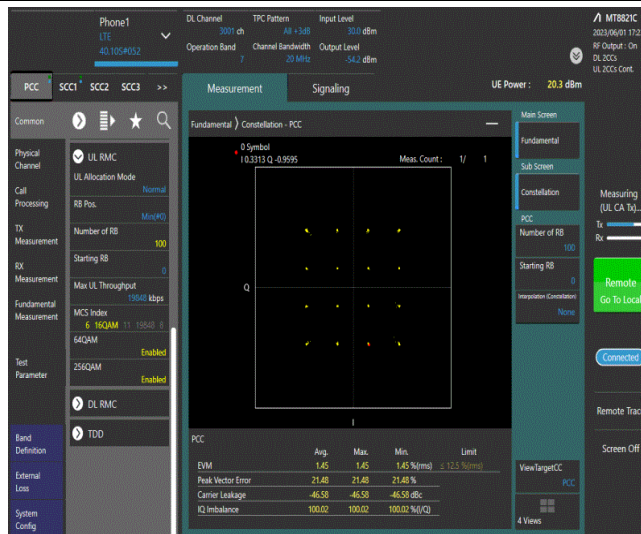 Phone1
LTE
40,105#052
DL Channel TPC Pattern Input Level
3001 ch All +3dB 30.0 dBm
Operation Band Channel Bandwidth Output Level
7 20 MHz -54.2 dBm
MT8821C
2023/06/01 17:2
RF Output : On
DL 2CCs
UL 2CCs Cont.
PCC SCC1 SCC2 SCC3 >>
Measurement Signaling UE Power : 20.3 dBm
Common
Physical Channel
Call Processing
TX Measurement
RX Measurement
Fundamental Measurement
Test Parameter
Band Definition
External Loss
System Config
UL RMC
UL Allocation Mode
Normal
RB Pos.
Min(#0)
Number of RB
100
Starting RB
0
Max UL Throughput
19848 kbps
MCS Index
6 16QAM 11 19848 6
64QAM
Enabled
256QAM
Enabled
DL RMC
TDD
Fundamental ⟩ Constellation - PCC
0 Symbol
I 0.3313 Q -0.9595 Meas. Count : 1/ 1
Q
I
PCC
Avg. Max. Min. Limit
EVM 1.45 1.45 1.45 %(rms) ≤ 12.5 %(rms)
Peak Vector Error 21.48 21.48 21.48 %
Carrier Leakage -46.58 -46.58 -46.58 dBc
IQ Imbalance 100.02 100.02 100.02 %(I/Q)
Main Screen
Fundamental
Sub Screen
Constellation
PCC
Number of RB
100
Starting RB
0
Interpolation (Constellation)
None
ViewTargetCC
PCC
4 Views
Measuring
(UL CA Tx)...
Tx
Rx
Remote
Go To Local
Connected
Remote Trac
Screen Off